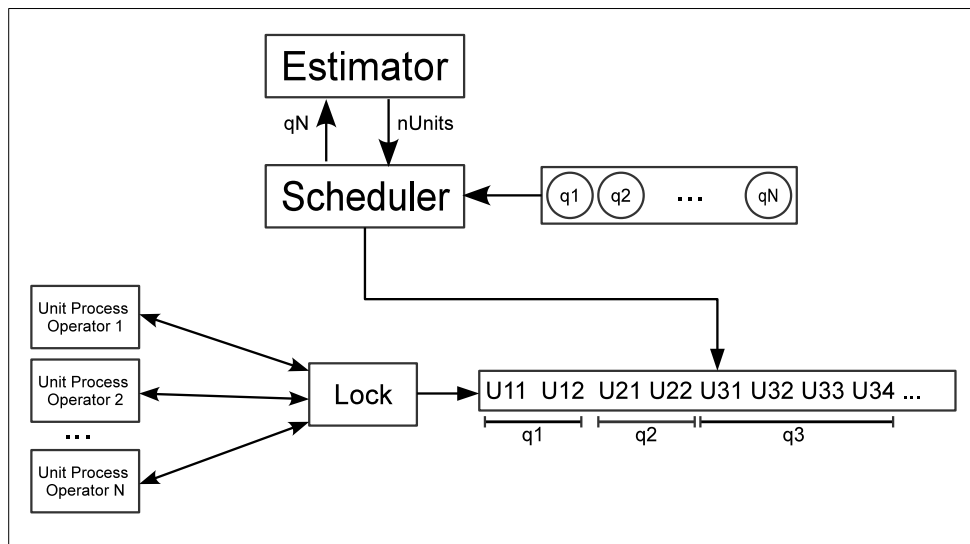 Estimator
qN
nUnits
Scheduler
q1
q2
...
qN
Unit Process
Operator 1
Unit Process
Operator 2
...
Unit Process
Operator N
Lock
U11 U12 U21 U22 U31 U32 U33 U34 ...
q1
q2
q3